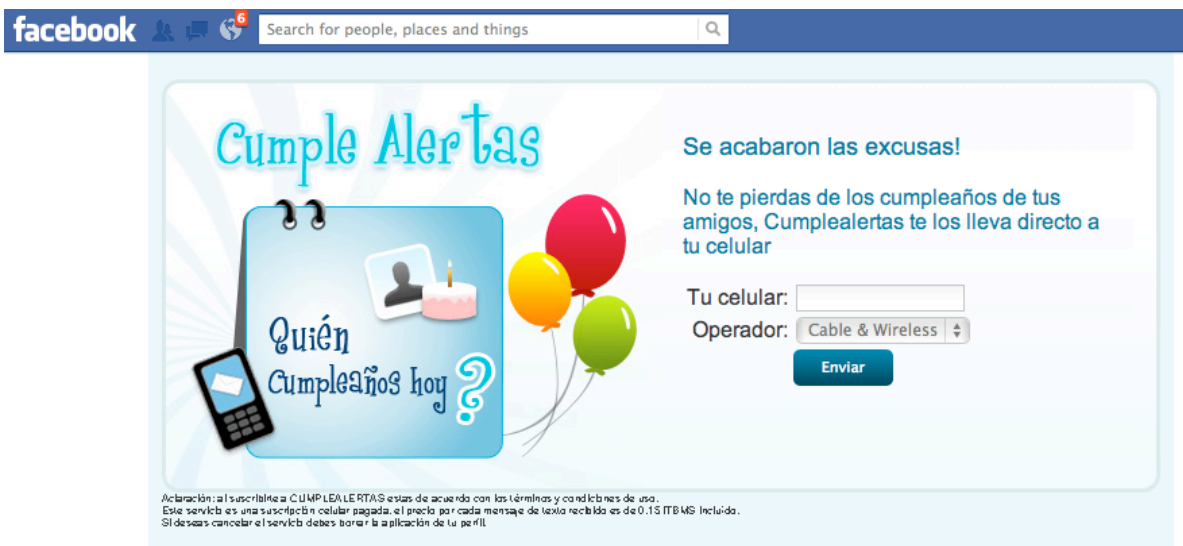 facebook
6
Search for people, places and things
Cumple Alertas
Quién
Cumpleaños hoy ?
Se acabaron las excusas!
No te pierdas de los cumpleaños de tus
amigos, Cumplealertas te los lleva directo a
tu celular
Tu celular:
Operador: Cable & Wireless
Enviar
Aclaración: al suscribirte a CUMPLEALERTAS estas de acuerdo con los términos y condiciones de uso.
Este servicio es una suscripción celular pagada, el precio por cada mensaje de texto recibido es de 0.15 ITBMS Incluido.
Si deseas cancelar el servicio debes borrar la aplicación de tu perfil.